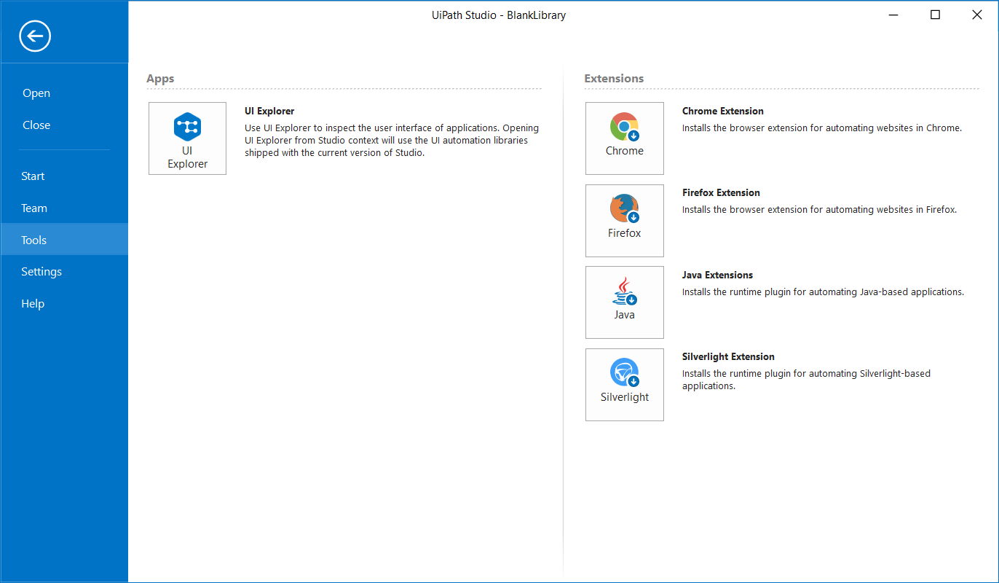 UiPath Studio - BlankLibrary
Open
Close
Start
Team
Tools
Settings
Help
Apps
UI
Explorer
UI Explorer
Use UI Explorer to inspect the user interface of applications. Opening
UI Explorer from Studio context will use the UI automation libraries
shipped with the current version of Studio.
Extensions
Chrome
Chrome Extension
Installs the browser extension for automating websites in Chrome.
Firefox
Firefox Extension
Installs the browser extension for automating websites in Firefox.
Java
Java Extensions
Installs the runtime plugin for automating Java-based applications.
Silverlight
Silverlight Extension
Installs the runtime plugin for automating Silverlight-based
applications.